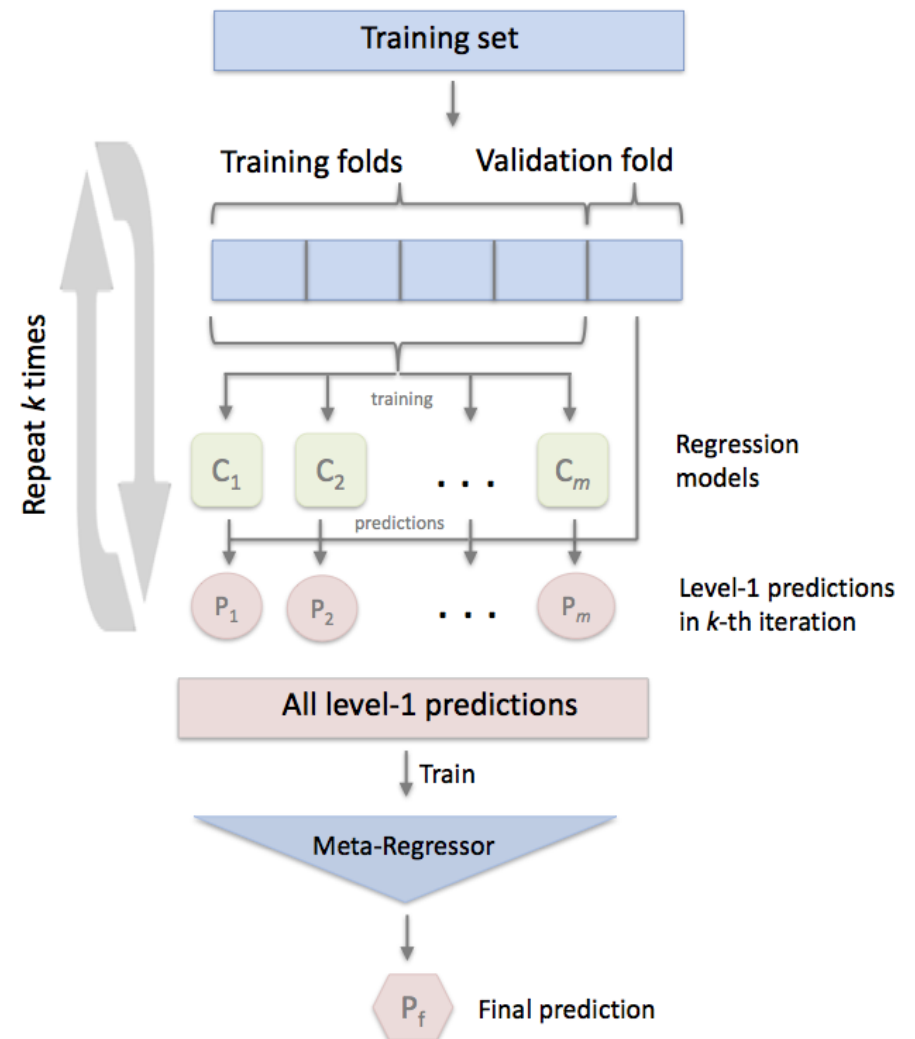 Training set
Training folds
Validation fold
Repeat k times
training
C1
C2
. . .
Cm
Regression
models
predictions
P1
P2
. . .
Pm
Level-1 predictions
in k-th iteration
All level-1 predictions
Train
Meta-Regressor
Pf
Final prediction